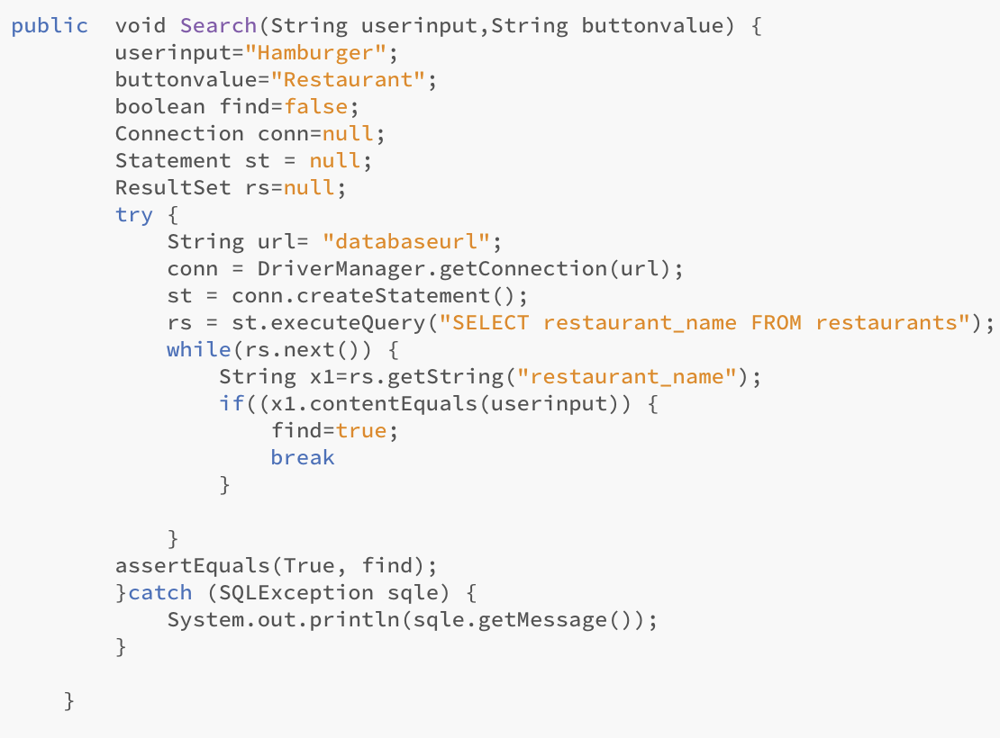 public  void Search(String userinput,String buttonvalue) {
        userinput="Hamburger";
        buttonvalue="Restaurant";
        boolean find=false;
        Connection conn=null;
        Statement st = null;
        ResultSet rs=null;
        try {
            String url= "databaseurl";
            conn = DriverManager.getConnection(url);
            st = conn.createStatement();
            rs = st.executeQuery("SELECT restaurant_name FROM restaurants");
            while(rs.next()) {
                String x1=rs.getString("restaurant_name");
                if((x1.contentEquals(userinput)) {
                    find=true;
                    break
                }

            }
        assertEquals(True, find);
        }catch (SQLException sqle) {
            System.out.println(sqle.getMessage());
        }

    }